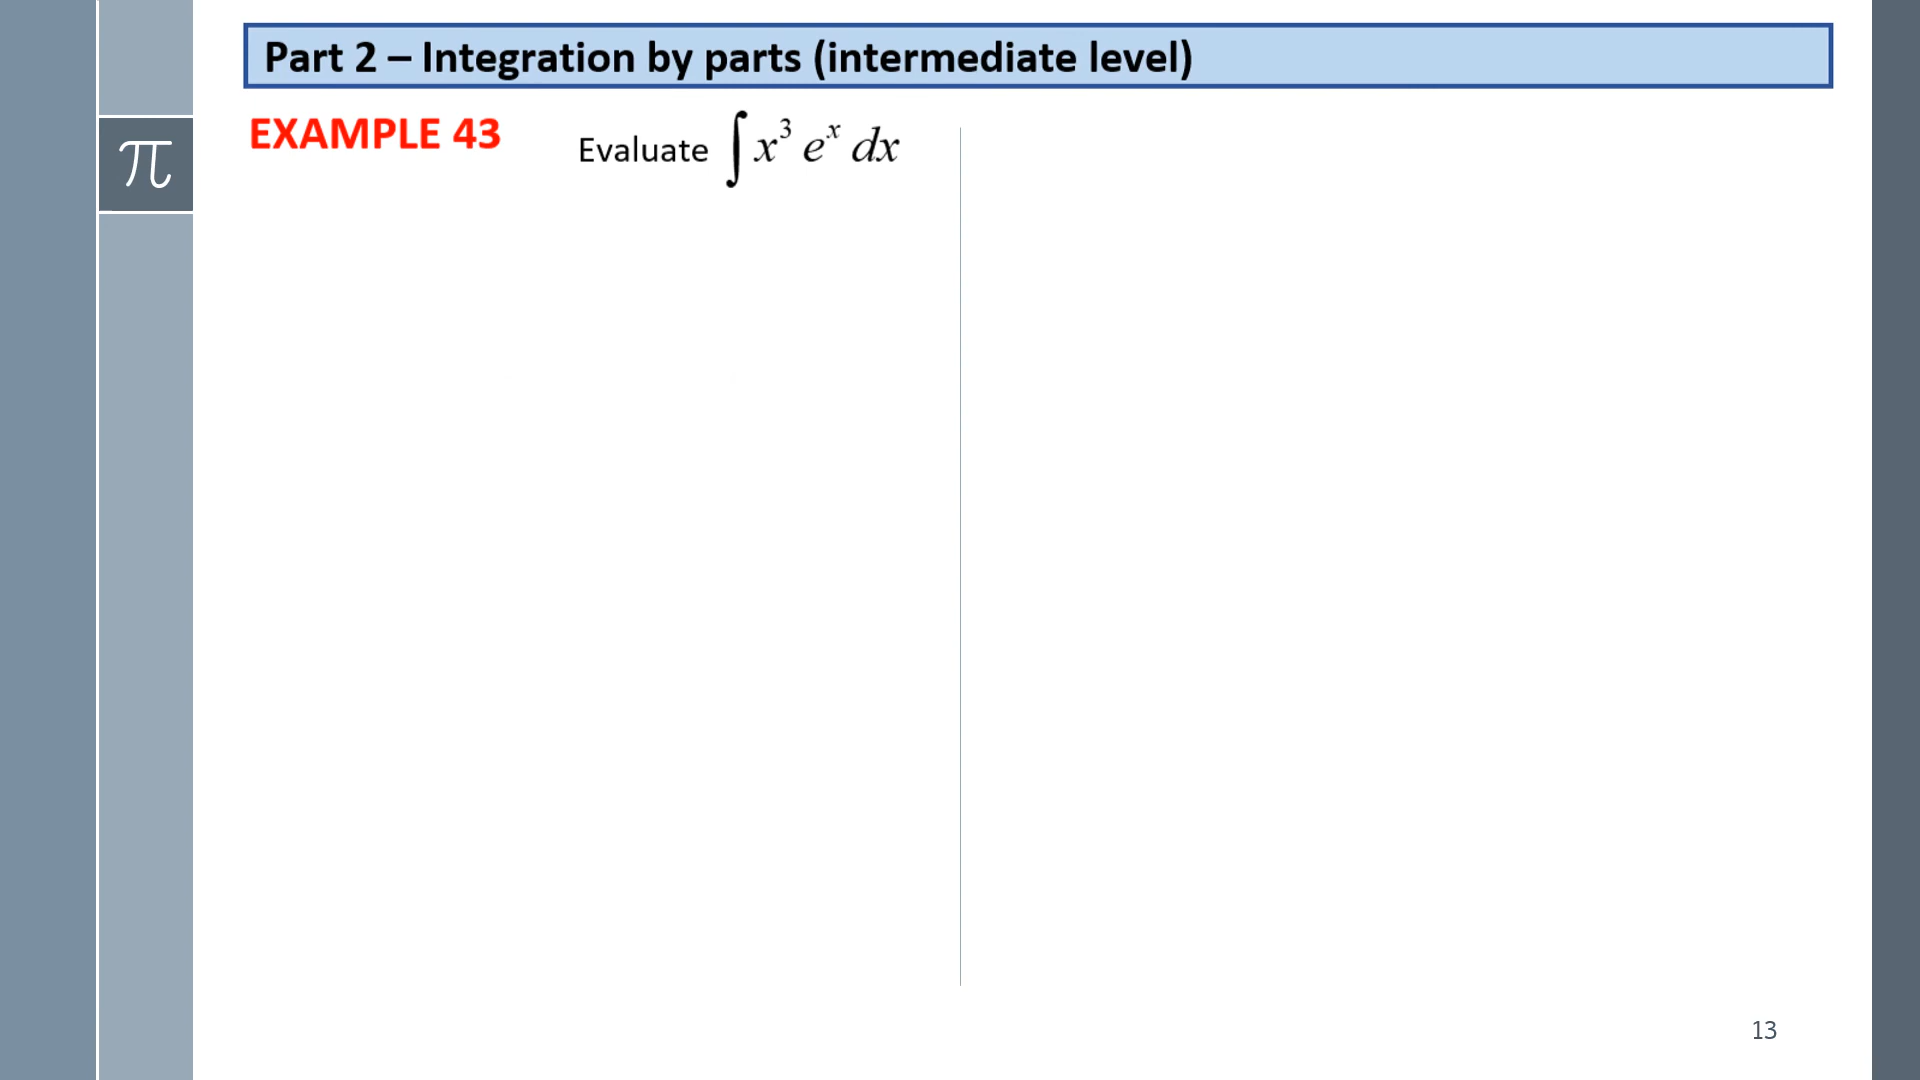 Part 2 – Integration by parts (intermediate level)
π
EXAMPLE 43 Evaluate ∫ x³ eˣ dx
13